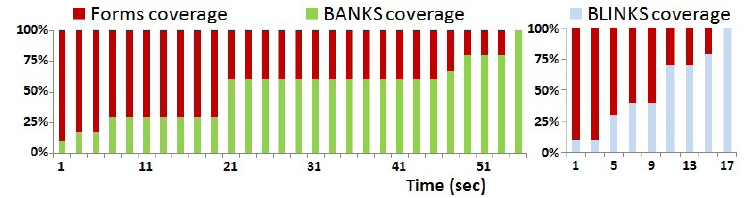 Forms coverage BANKS coverage BLINKS coverage
100% 100%
75% 75%
50% 50%
25% 25%
0% 0%
1 11 21 31 41 51 1 5 9 13 17
Time (sec)